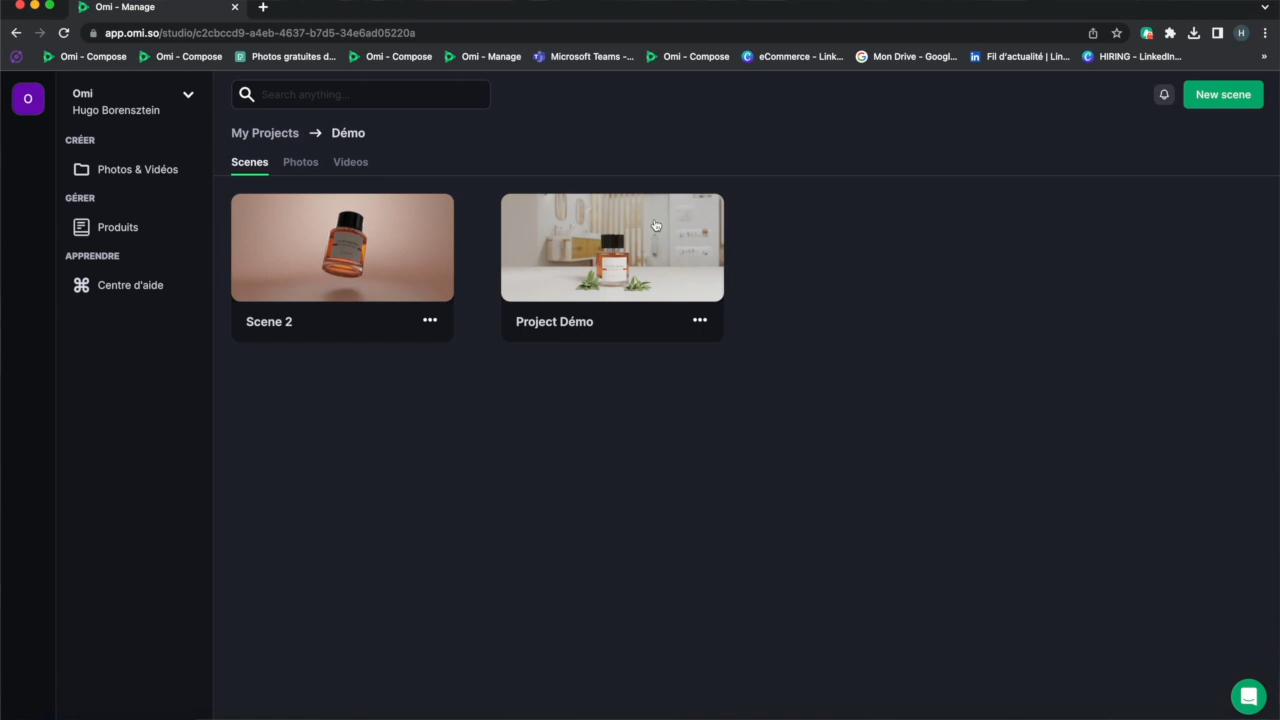 Omi - Manage
app.omi.so/studio/c2cbccd9-a4eb-4637-b7d5-34e6ad05220a
H
Omi - Compose
Omi - Compose
Photos gratuites d...
Omi - Compose
Omi - Manage
Microsoft Teams -...
Omi - Compose
eCommerce - Link...
Mon Drive - Googl...
Fil d'actualité | Lin...
HIRING - LinkedIn...
O
Omi
Hugo Borensztein
CRÉER
Photos & Vidéos
GÉRER
Produits
APPRENDRE
Centre d'aide
Search anything...
New scene
My Projects → Démo
Scenes
Photos
Videos
Scene 2
Project Démo